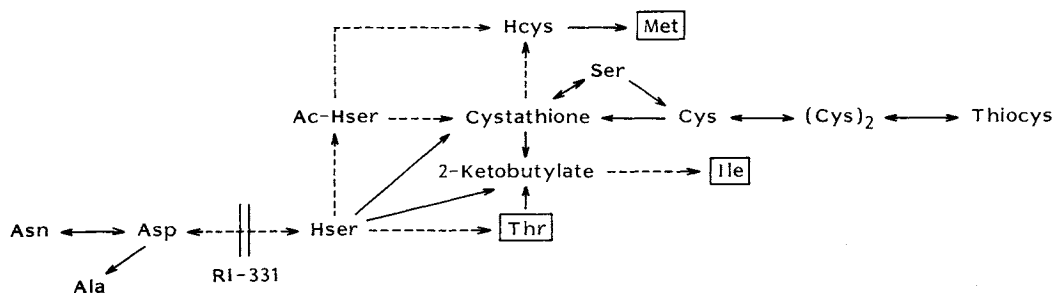 Hcys
Met
Ser
Ac-Hser
Cystathione
Cys
(Cys)2
Thiocys
2-Ketobutylate
Ile
Asn
Asp
Hser
Thr
RI-331
Ala